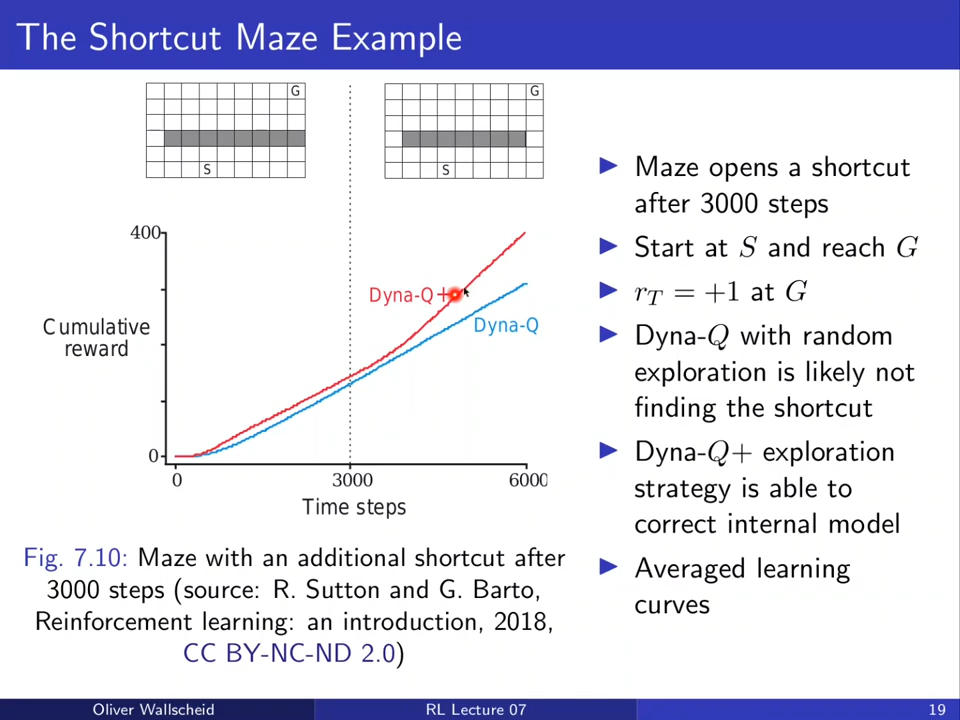 The Shortcut Maze Example
G
S
G
S
400
Dyna-Q+
Dyna-Q
Cumulative
reward
0
0
3000
6000
Time steps
Fig. 7.10: Maze with an additional shortcut after
3000 steps (source: R. Sutton and G. Barto,
Reinforcement learning: an introduction, 2018,
CC BY-NC-ND 2.0)
▶ Maze opens a shortcut
after 3000 steps
▶ Start at S and reach G
▶ r_T = +1 at G
▶ Dyna-Q with random
exploration is likely not
finding the shortcut
▶ Dyna-Q+ exploration
strategy is able to
correct internal model
▶ Averaged learning
curves
Oliver Wallscheid
RL Lecture 07
19